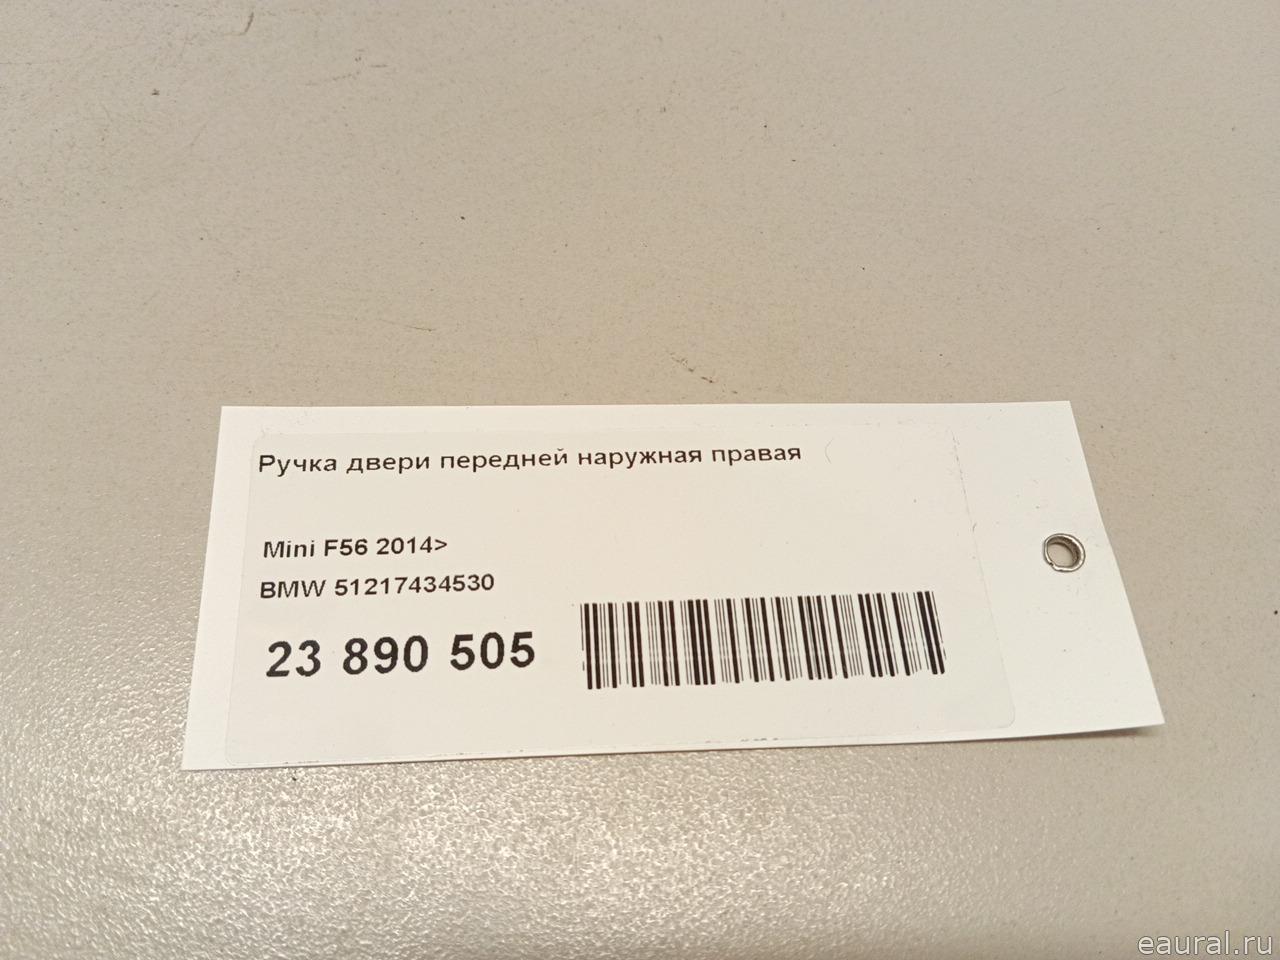 Ручка двери передней наружная правая
Mini F56 2014>
BMW 51217434530
23 890 505
eaural.ru